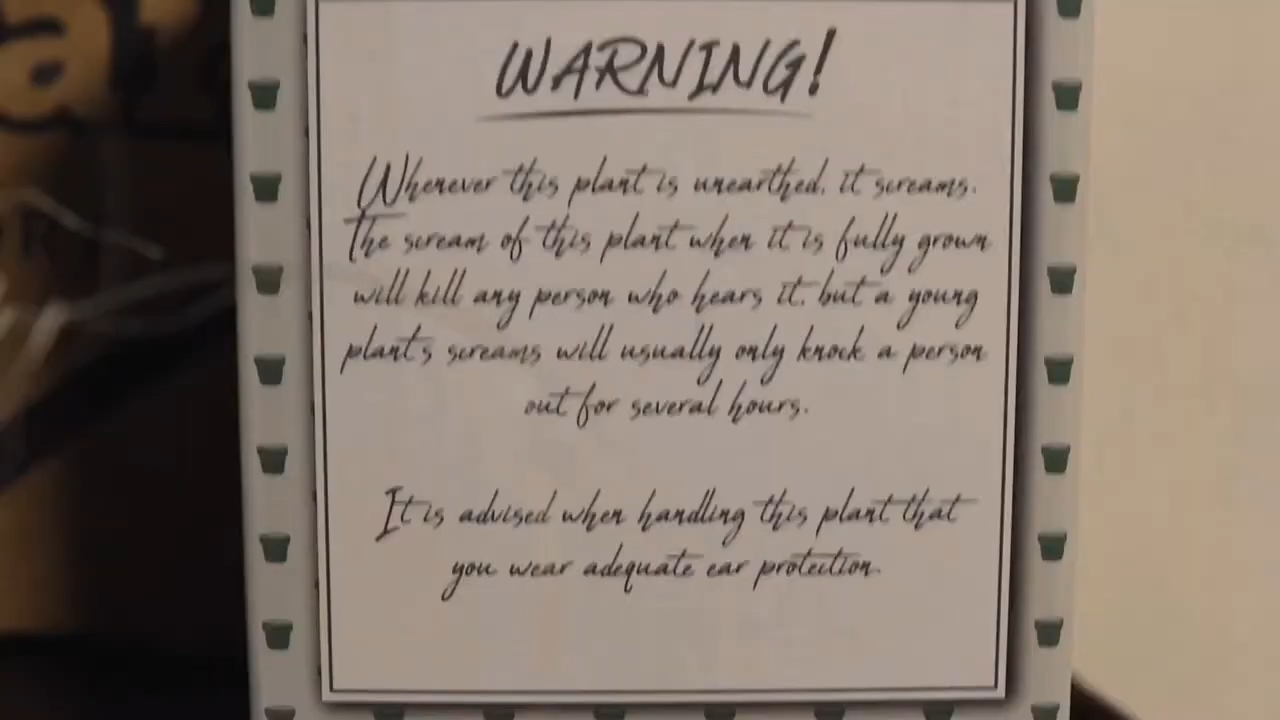 WARNING!
Whenever this plant is unearthed, it screams.
The scream of this plant when it is fully grown
will kill any person who hears it, but a young
plant's screams will usually only knock a person
out for several hours.
It is advised when handling this plant that
you wear adequate ear protection.